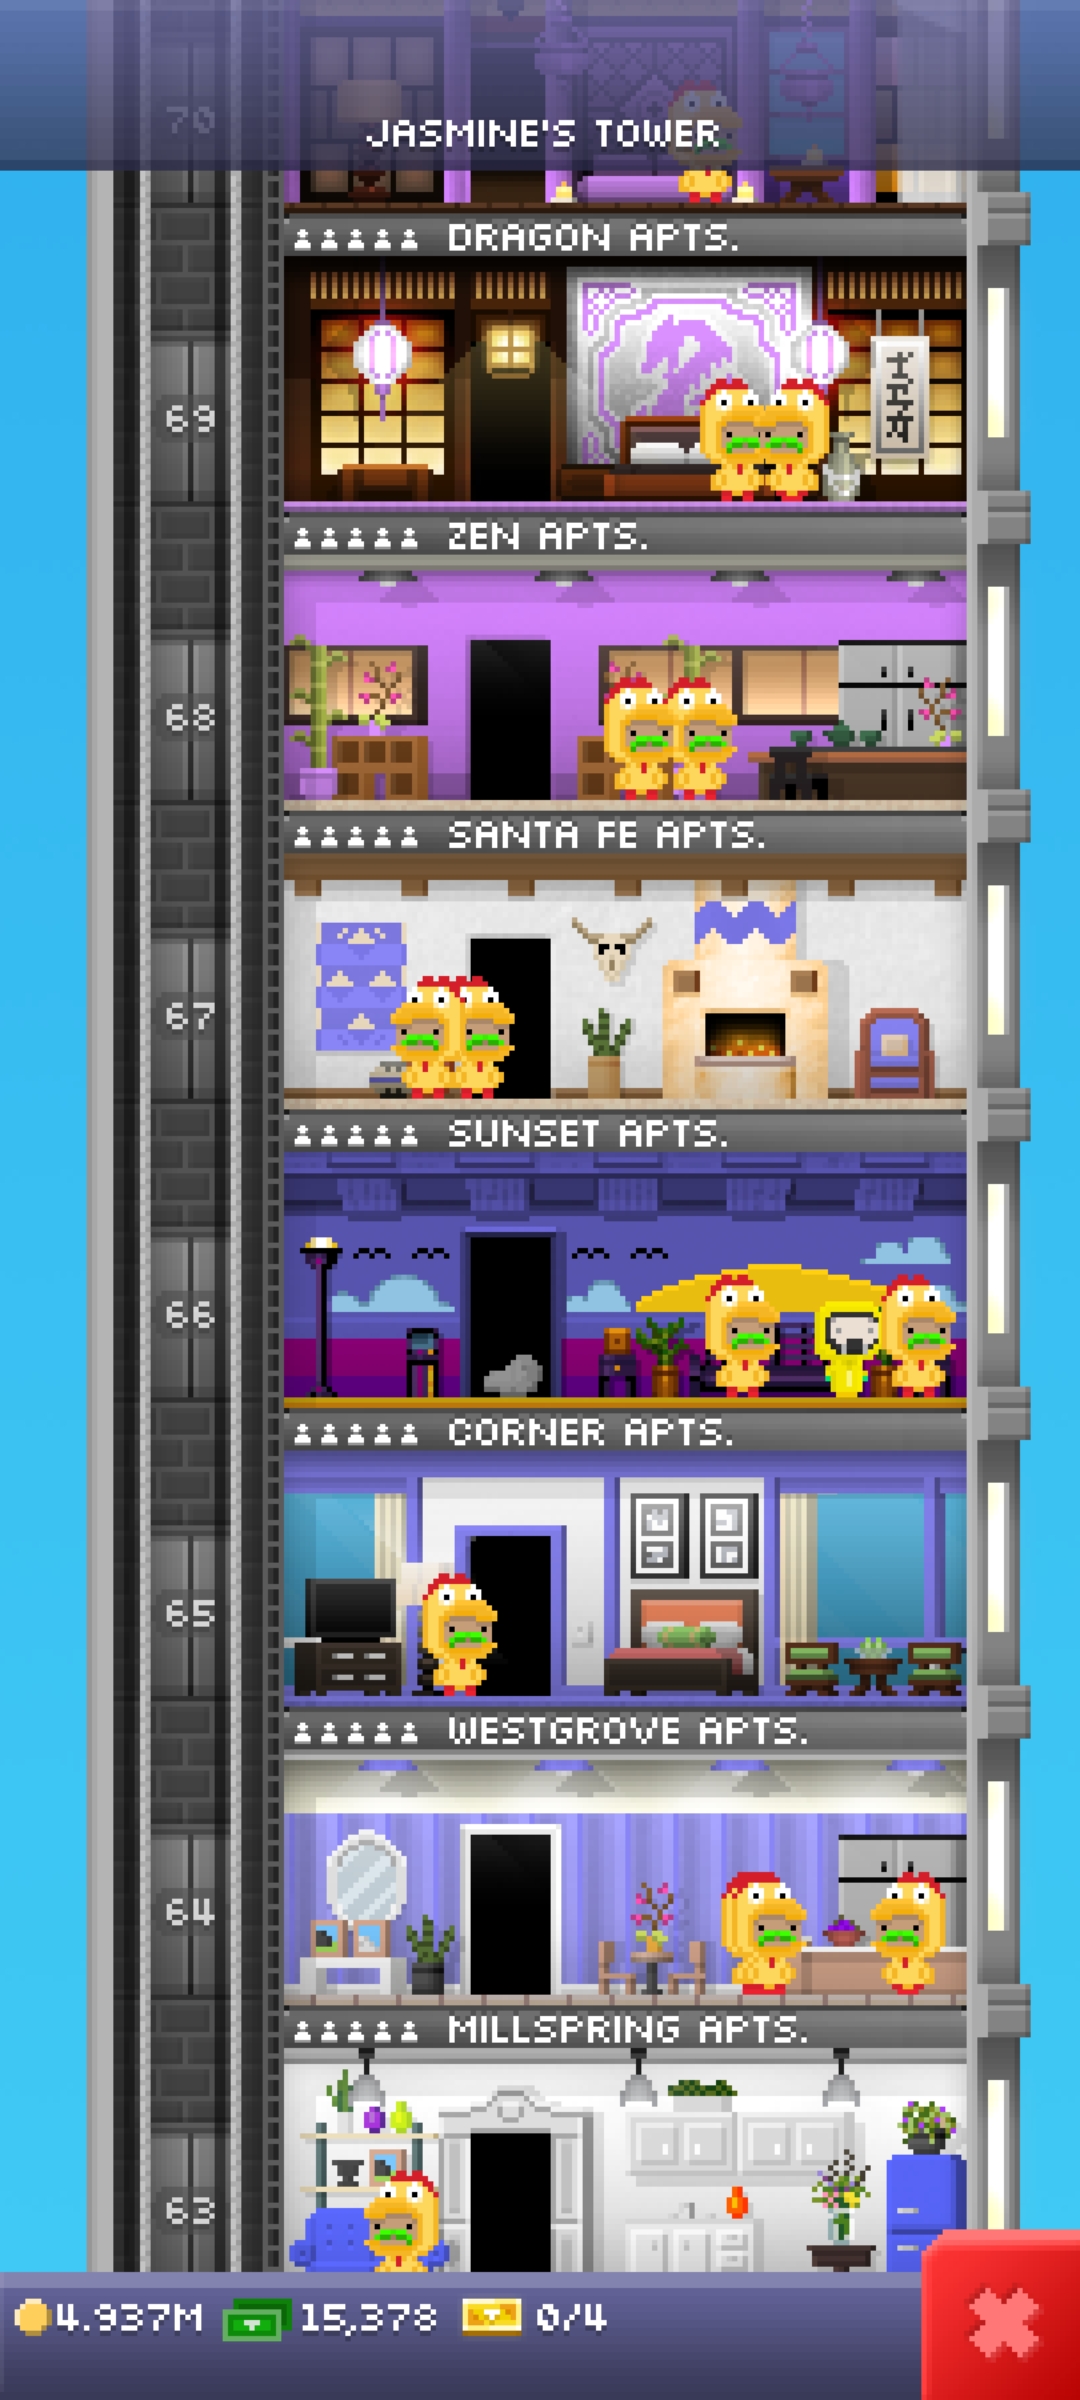 70
JASMINE'S TOWER
DRAGON APTS.
69
ZEN APTS.
68
SANTA FE APTS.
67
SUNSET APTS.
66
CORNER APTS.
65
WESTGROVE APTS.
64
MILLSPRING APTS.
63
4.937M 15,378 0/4